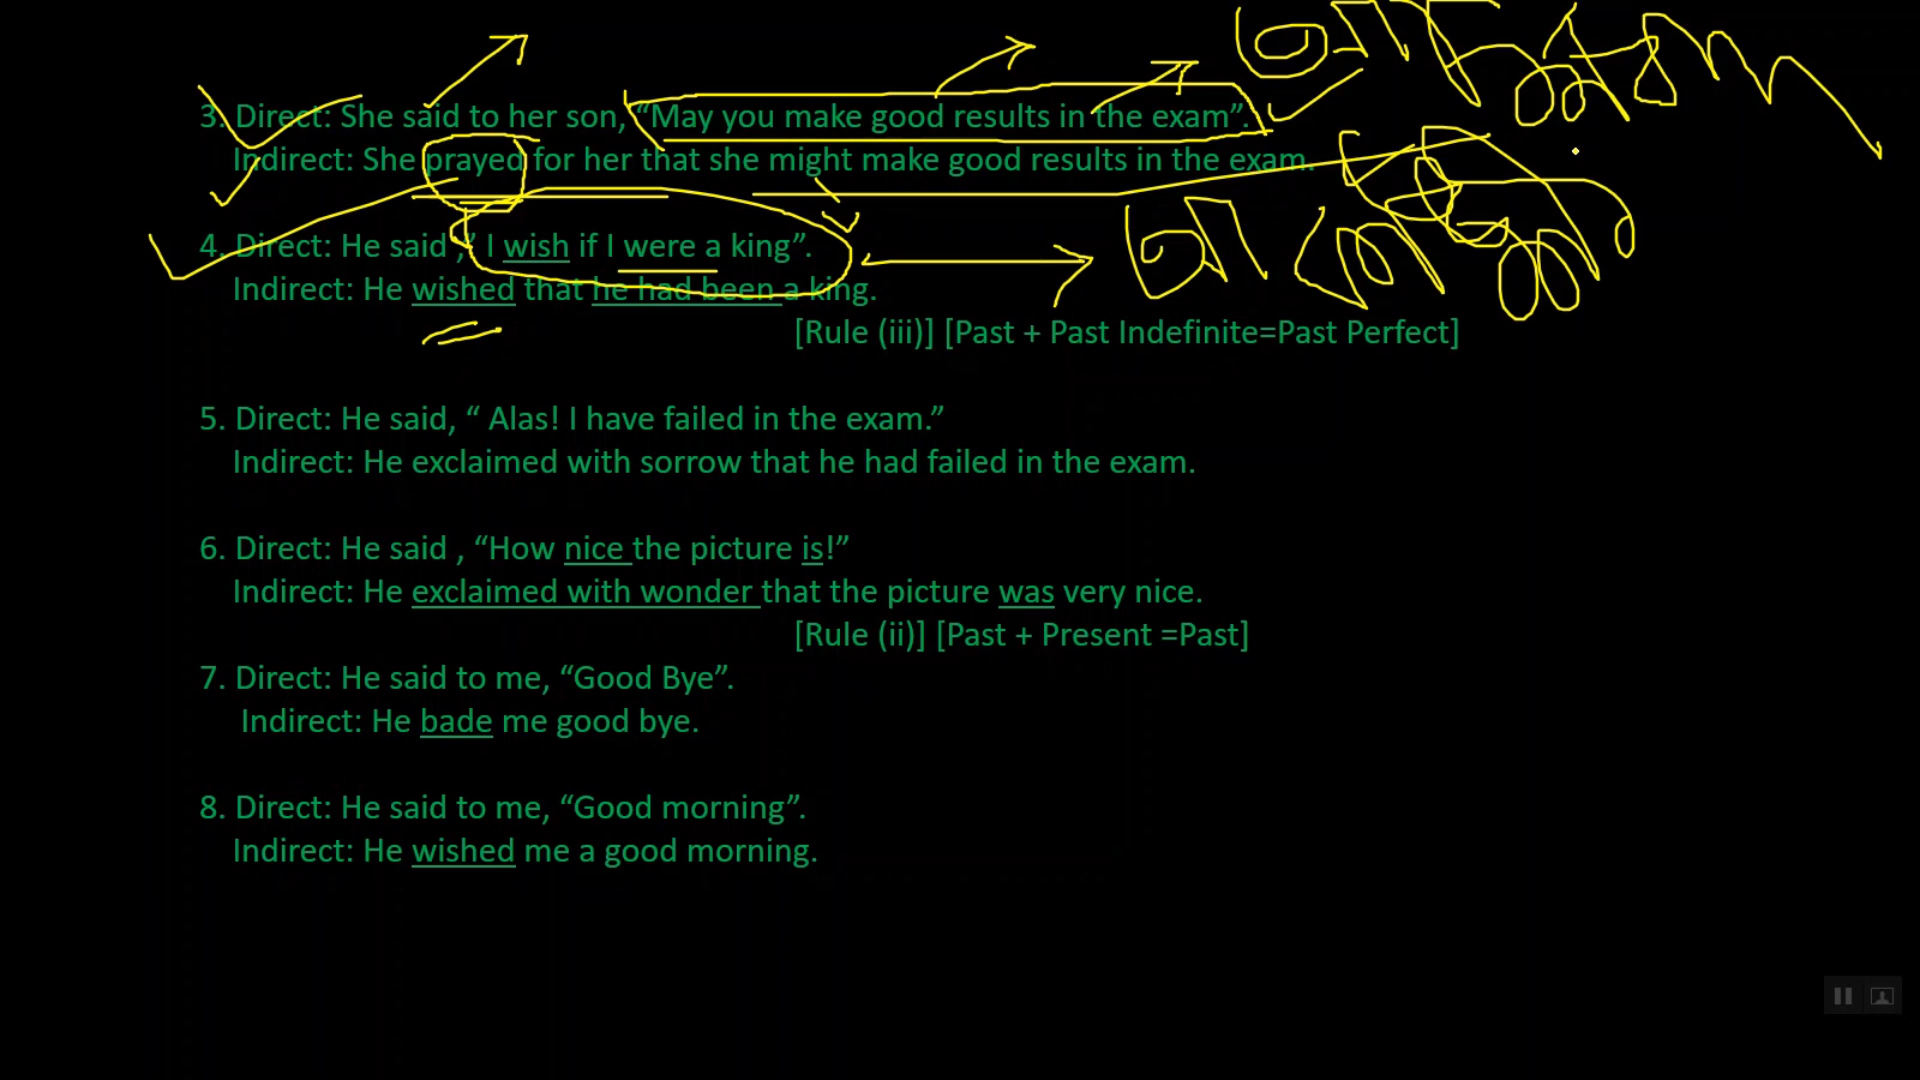 3. Direct: She said to her son, “May you make good results in the exam”.
Indirect: She prayed for her that she might make good results in the exam.
4. Direct: He said ,” I wish if I were a king”.
Indirect: He wished that he had been a king.
[Rule (iii)] [Past + Past Indefinite=Past Perfect]
5. Direct: He said, “ Alas! I have failed in the exam.”
Indirect: He exclaimed with sorrow that he had failed in the exam.
6. Direct: He said , “How nice the picture is!”
Indirect: He exclaimed with wonder that the picture was very nice.
[Rule (ii)] [Past + Present =Past]
7. Direct: He said to me, “Good Bye”.
Indirect: He bade me good bye.
8. Direct: He said to me, “Good morning”.
Indirect: He wished me a good morning.